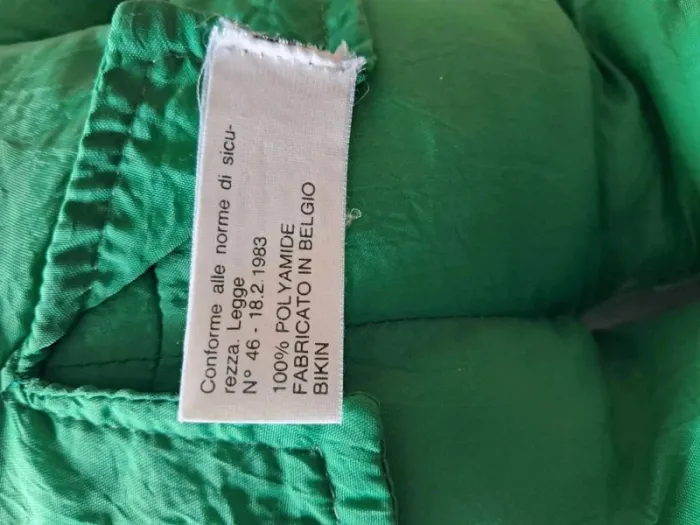 Conforme alle norme di sicu-
rezza. Legge
N° 46 - 18.2.1983
100% POLYAMIDE
FABRICATO IN BELGIO
BIKIN